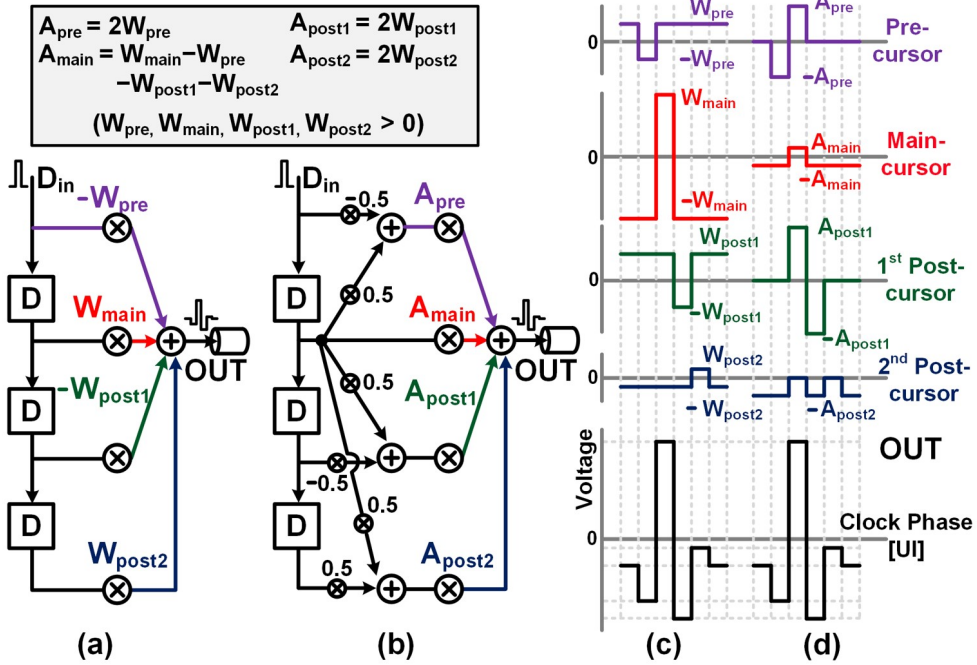 A_pre = 2W_pre A_post1 = 2W_post1
A_main = W_main−W_pre A_post2 = 2W_post2
−W_post1−W_post2
(W_pre, W_main, W_post1, W_post2 > 0)
D_in
−W_pre
D
W_main
OUT
−W_post1
D
D
W_post2
(a)
D_in
−0.5
A_pre
D
0.5
A_main
OUT
0.5
A_post1
D
−0.5
0.5
D
0.5
A_post2
(b)
W_pre
A_pre
0
−W_pre
−A_pre
Pre-
cursor
W_main
0
A_main
−W_main
−A_main
Main-
cursor
W_post1
A_post1
0
−W_post1
−A_post1
1st Post-
cursor
W_post2
0
− W_post2
−A_post2
2nd Post-
cursor
Voltage
0
OUT
Clock Phase
[UI]
(c)
(d)